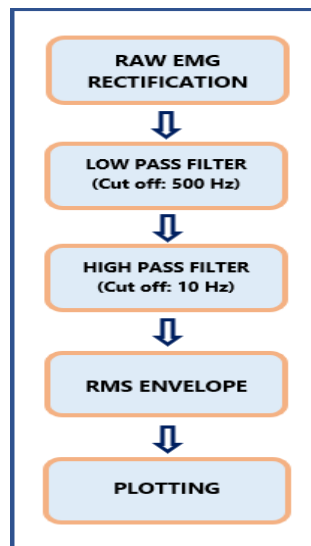 RAW EMG
RECTIFICATION
LOW PASS FILTER
(Cut off: 500 Hz)
HIGH PASS FILTER
(Cut off: 10 Hz)
RMS ENVELOPE
PLOTTING